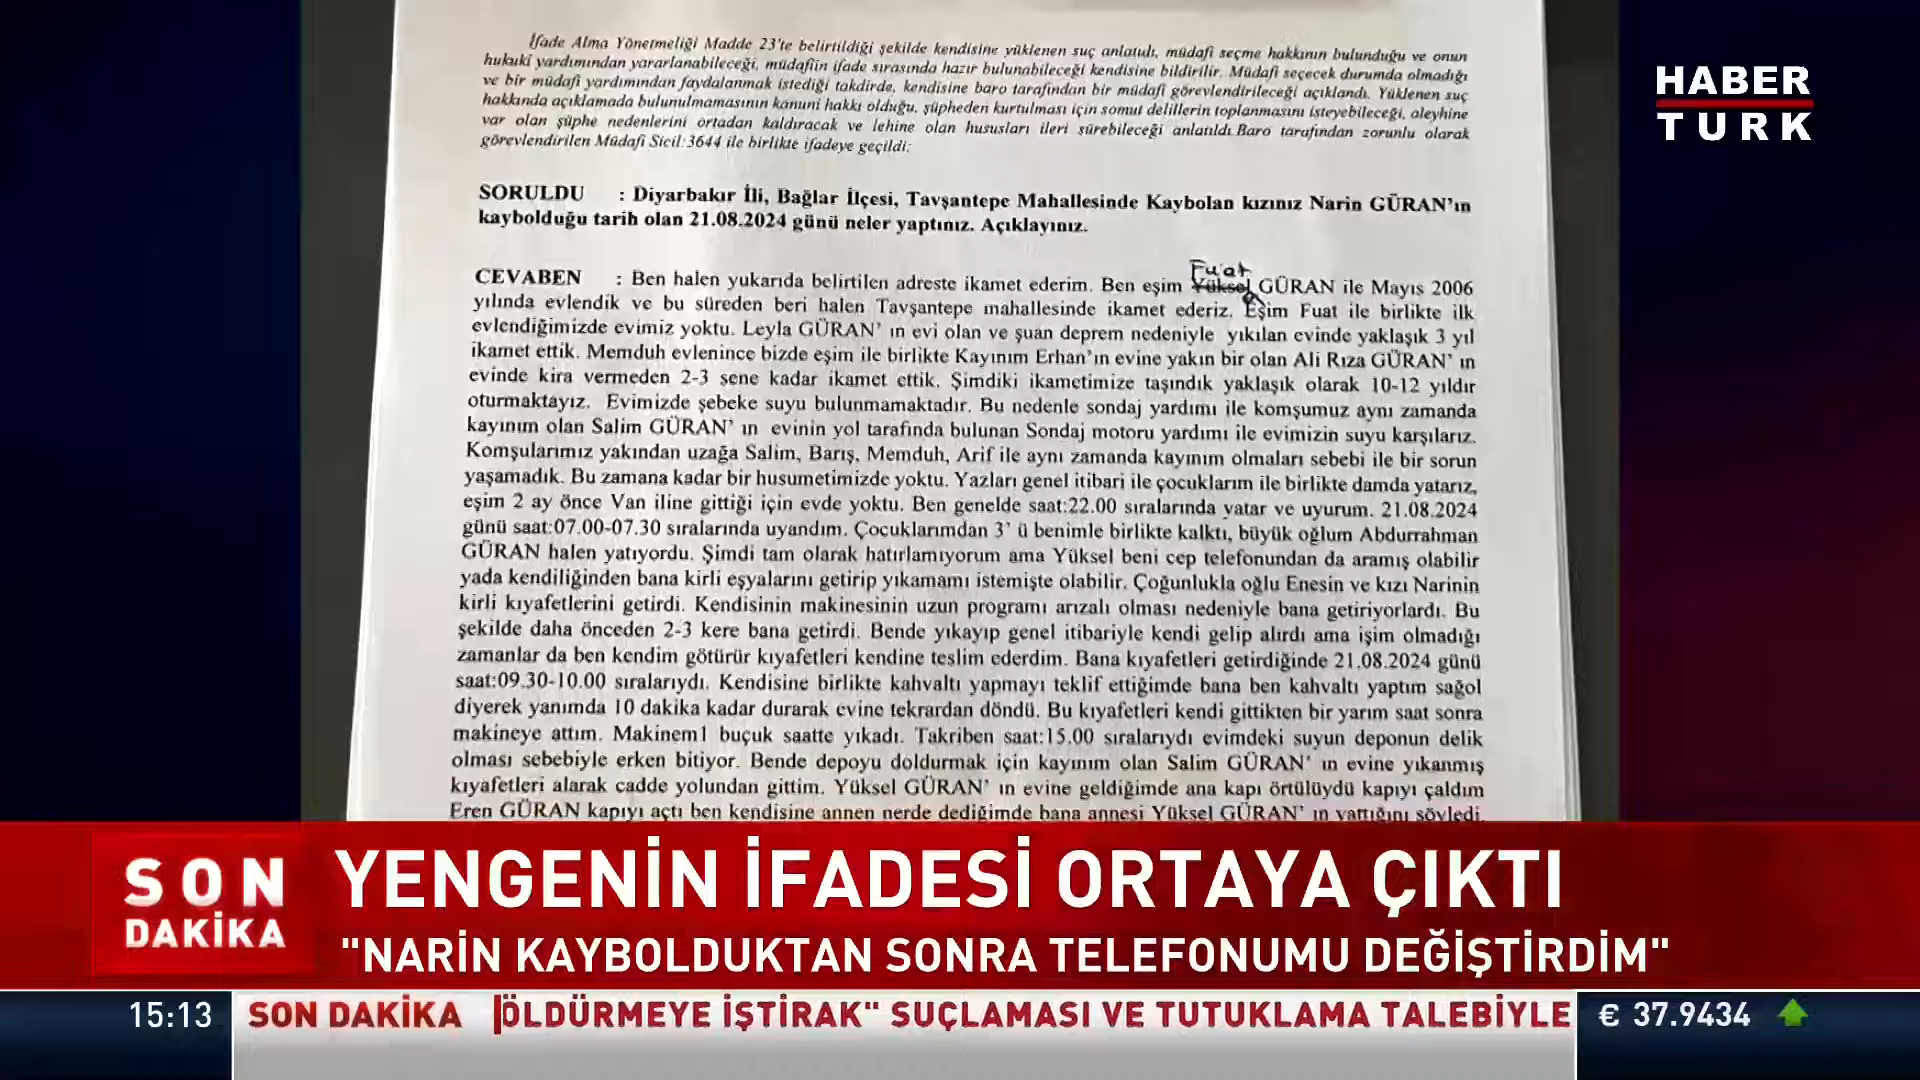 İfade Alma Yönetmeliği Madde 23'te belirtildiği şekilde kendisine yüklenen suç anlatıldı, müdafi seçme hakkının bulunduğu ve onun
hukuki yardımından yararlanabileceği, müdafiin ifade sırasında hazır bulunabileceği kendisine bildirilir. Müdafi seçecek durumda olmadığı
ve bir müdafi yardımından faydalanmak istediği takdirde, kendisine baro tarafından bir müdafi görevlendirileceği açıklandı. Yüklenen suç
hakkında açıklamada bulunulmamasının kanuni hakkı olduğu, şüpheden kurtulması için somut delillerin toplanmasını isteyebileceği, aleyhine
var olan şüphe nedenlerini ortadan kaldıracak ve lehine olan hususları ileri sürebileceği anlatıldı.Baro tarafından zorunlu olarak
görevlendirilen Müdafi Sicil:3644 ile birlikte ifadeye geçildi;
SORULDU : Diyarbakır İli, Bağlar İlçesi, Tavşantepe Mahallesinde Kaybolan kızınız Narin GÜRAN'ın
kaybolduğu tarih olan 21.08.2024 günü neler yaptınız. Açıklayınız.
Fuat
CEVABEN : Ben halen yukarıda belirtilen adreste ikamet ederim. Ben eşim Yüksel GÜRAN ile Mayıs 2006
yılında evlendik ve bu süreden beri halen Tavşantepe mahallesinde ikamet ederiz. Eşim Fuat ile birlikte ilk
evlendiğimizde evimiz yoktu. Leyla GÜRAN' ın evi olan ve şuan deprem nedeniyle yıkılan evinde yaklaşık 3 yıl
ikamet ettik. Memduh evlenince bizde eşim ile birlikte Kayınım Erhan'ın evine yakın bir olan Ali Rıza GÜRAN' ın
evinde kira vermeden 2-3 sene kadar ikamet ettik. Şimdiki ikametimize taşındık yaklaşık olarak 10-12 yıldır
oturmaktayız. Evimizde şebeke suyu bulunmamaktadır. Bu nedenle sondaj yardımı ile komşumuz aynı zamanda
kayınım olan Salim GÜRAN' ın evinin yol tarafında bulunan Sondaj motoru yardımı ile evimizin suyu karşılarız.
Komşularımız yakından uzağa Salim, Barış, Memduh, Arif ile aynı zamanda kayınım olmaları sebebi ile bir sorun
yaşamadık. Bu zamana kadar bir husumetimizde yoktu. Yazları genel itibari ile çocuklarım ile birlikte damda yatarız,
eşim 2 ay önce Van iline gittiği için evde yoktu. Ben genelde saat:22.00 sıralarında yatar ve uyurum. 21.08.2024
günü saat:07.00-07.30 sıralarında uyandım. Çocuklarımdan 3' ü benimle birlikte kalktı, büyük oğlum Abdurrahman
GÜRAN halen yatıyordu. Şimdi tam olarak hatırlamıyorum ama Yüksel beni cep telefonundan da aramış olabilir
yada kendiliğinden bana kirli eşyalarını getirip yıkamamı istemişte olabilir. Çoğunlukla oğlu Enesin ve kızı Narinin
kirli kıyafetlerini getirdi. Kendisinin makinesinin uzun programı arızalı olması nedeniyle bana getiriyorlardı. Bu
şekilde daha önceden 2-3 kere bana getirdi. Bende yıkayıp genel itibariyle kendi gelip alırdı ama işim olmadığı
zamanlar da ben kendim götürür kıyafetleri kendine teslim ederdim. Bana kıyafetleri getirdiğinde 21.08.2024 günü
saat:09.30-10.00 sıralarıydı. Kendisine birlikte kahvaltı yapmayı teklif ettiğimde bana ben kahvaltı yaptım sağol
diyerek yanımda 10 dakika kadar durarak evine tekrardan döndü. Bu kıyafetleri kendi gittikten bir yarım saat sonra
makineye attım. Makinem1 buçuk saatte yıkadı. Takriben saat:15.00 sıralarıydı evimdeki suyun deponun delik
olması sebebiyle erken bitiyor. Bende depoyu doldurmak için kayınım olan Salim GÜRAN' ın evine yıkanmış
kıyafetleri alarak cadde yolundan gittim. Yüksel GÜRAN' ın evine geldiğimde ana kapı örtülüydü kapıyı çaldım
Eren GÜRAN kapıyı açtı ben kendisine annen nerde dediğimde bana annesi Yüksel GÜRAN' ın yattığını söyledi.
HABER
TURK
SON
DAKİKA
YENGENİN İFADESİ ORTAYA ÇIKTI
"NARİN KAYBOLDUKTAN SONRA TELEFONUMU DEĞİŞTİRDİM"
15:13 SON DAKİKA ÖLDÜRMEYE İŞTİRAK" SUÇLAMASI VE TUTUKLAMA TALEBİYLE € 37.9434